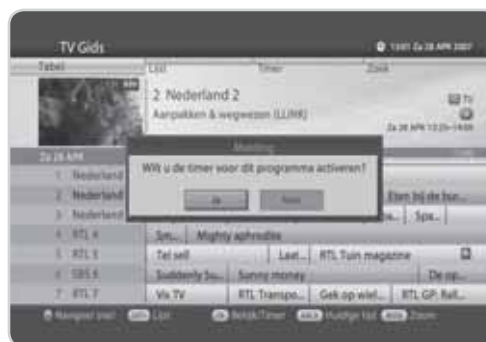 TV Gids
13:01 Za 28 APR 2007
Tabel Lijst Timer Zoek
2 Nederland 2
TV
Aanpakken & wegwezen (LLiNK)
Za 28 APR 13:25~14:00
Za 28 APR
Melding
Wilt u de timer voor dit programma activeren?
Ja Nee
1 Nederland
2 Nederland Eten bij de bur...
3 Nederland Spa...
4 RTL 4 Sm... Mighty aphrodite
5 RTL 5 Tel sell Laat... RTL Tuin magazine
6 SBS 6 Suddenly Su... Sunny money De op...
7 RTL 7 Vis TV RTL Transpo... Gek op wiel... RTL GP: Rall...
Navigeer snel Lijst OK Bekijk/Timer Huidige tijd Zoom